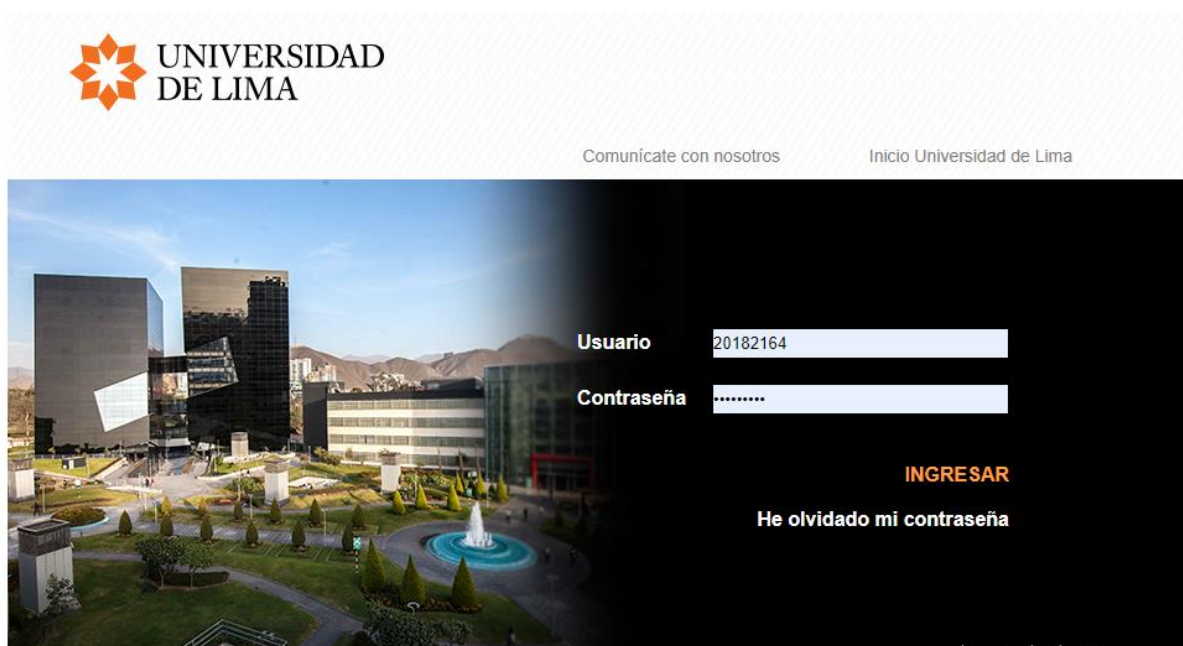 UNIVERSIDAD
DE LIMA
Comunícate con nosotros Inicio Universidad de Lima
Usuario 20182164
Contraseña •••••••••
INGRESAR
He olvidado mi contraseña